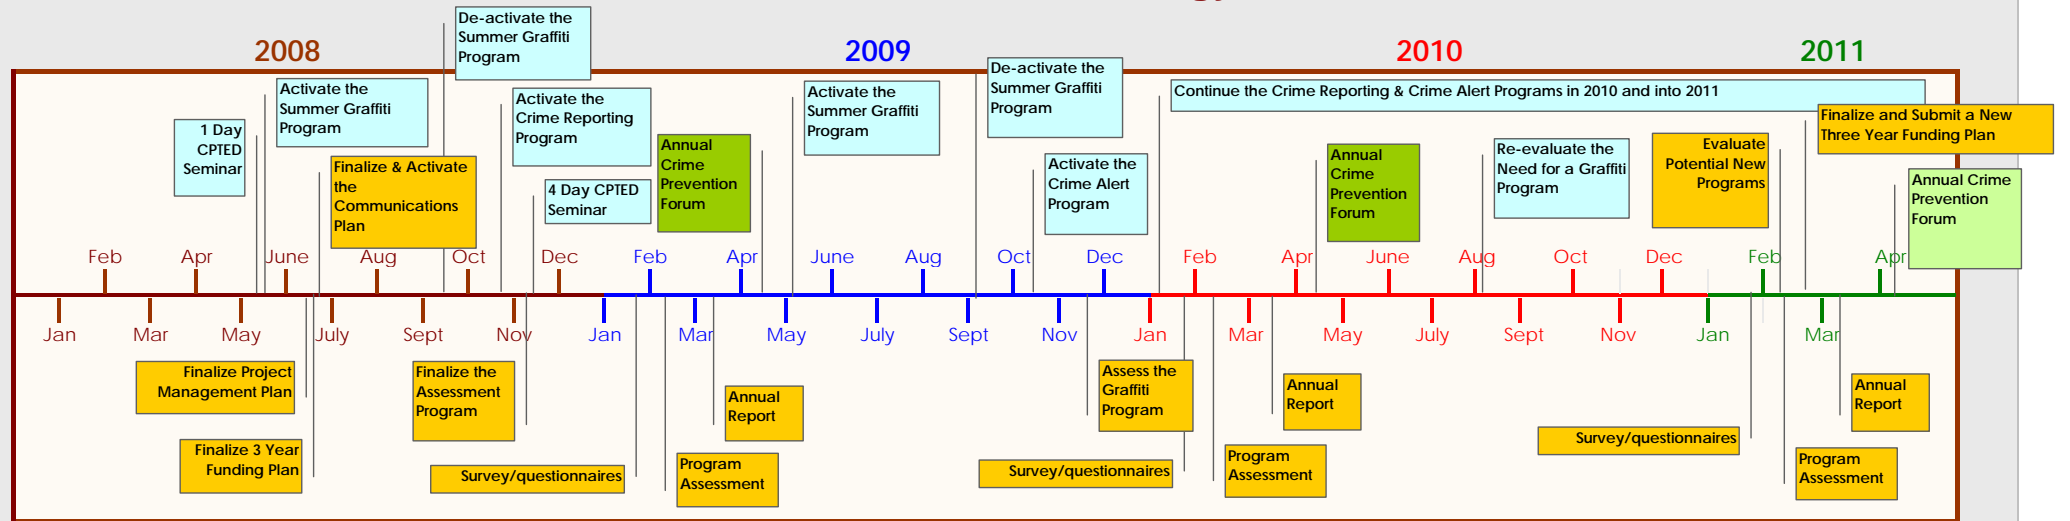 2008
2009
2010
2011
De-activate the
Summer Graffiti
Program
Activate the
Summer Graffiti
Program
1 Day
CPTED
Seminar
Finalize & Activate
the
Communications
Plan
Activate the
Crime Reporting
Program
4 Day CPTED
Seminar
Annual
Crime
Prevention
Forum
Activate the
Summer Graffiti
Program
De-activate the
Summer Graffiti
Program
Activate the
Crime Alert
Program
Continue the Crime Reporting & Crime Alert Programs in 2010 and into 2011
Annual
Crime
Prevention
Forum
Re-evaluate the
Need for a Graffiti
Program
Evaluate
Potential New
Programs
Finalize and Submit a New
Three Year Funding Plan
Annual Crime
Prevention
Forum
Feb Apr June Aug Oct Dec Feb Apr June Aug Oct Dec Feb Apr June Aug Oct Dec Feb Apr
Jan Mar May July Sept Nov Jan Mar May July Sept Nov Jan Mar May July Sept Nov Jan Mar
Finalize Project
Management Plan
Finalize 3 Year
Funding Plan
Finalize the
Assessment
Program
Survey/questionnaires
Annual
Report
Program
Assessment
Assess the
Graffiti
Program
Survey/questionnaires
Annual
Report
Program
Assessment
Survey/questionnaires
Annual
Report
Program
Assessment